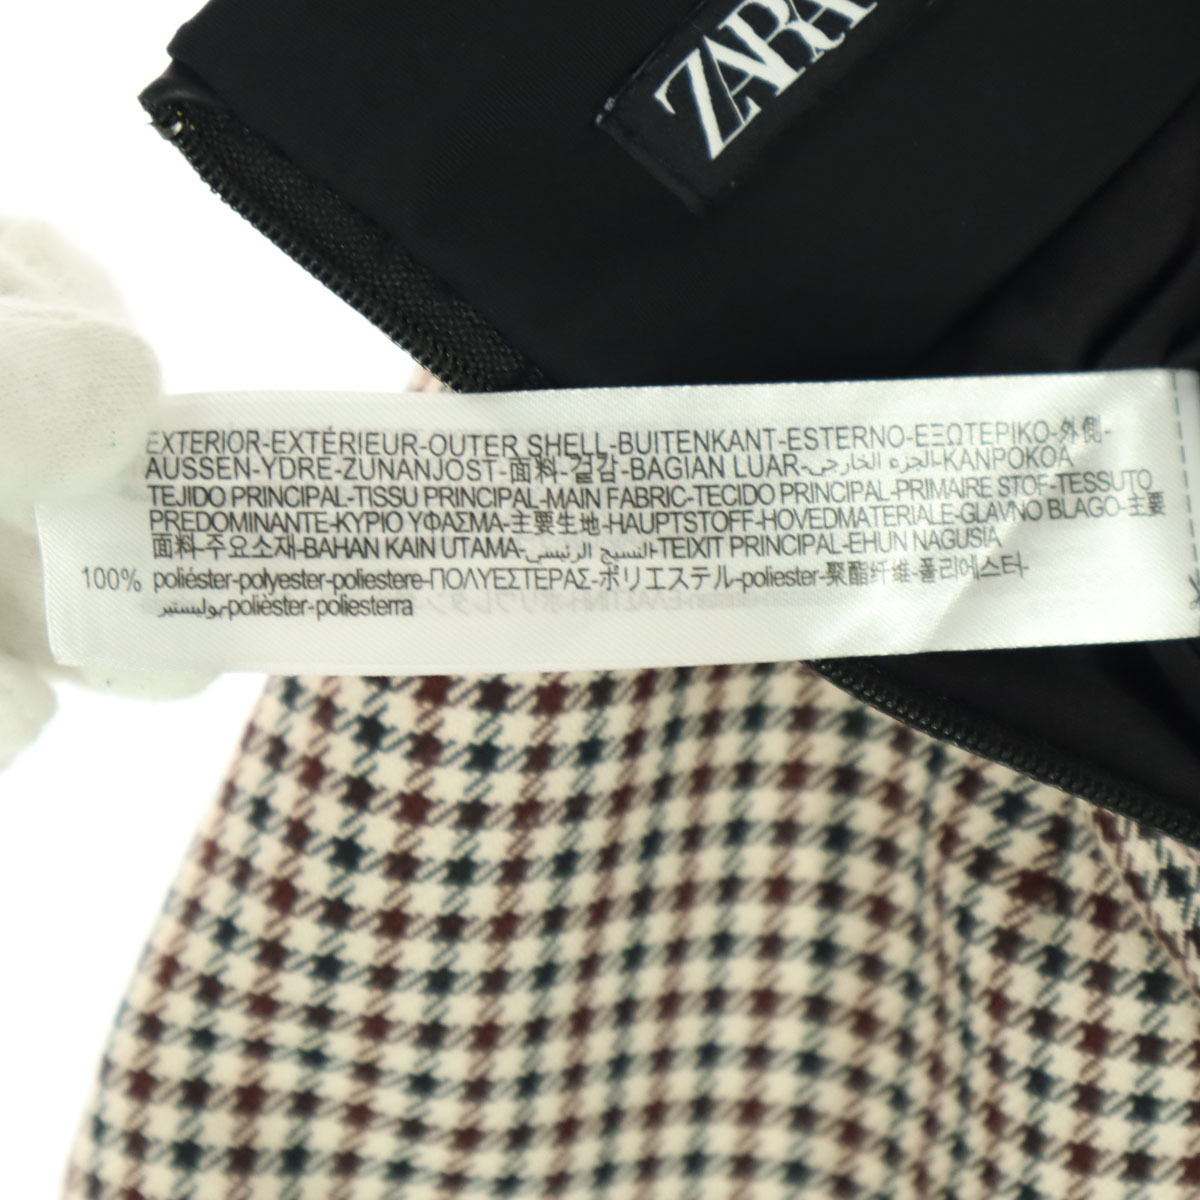 ZARA
EXTERIOR-EXTÉRIEUR-OUTER SHELL-BUITENKANT-ESTERNO-ΕΞΩΤΕΡΙΚΟ-外側-
AUSSEN-YDRE-ZUNANJOST-面料-겉감-BAGIAN LUAR-الجزء الخارجي-KANPOKOA
TEJIDO PRINCIPAL-TISSU PRINCIPAL-MAIN FABRIC-TECIDO PRINCIPAL-PRIMAIRE STOF-TESSUTO
PREDOMINANTE-ΚΥΡΙΟ ΥΦΑΣΜΑ-主要生地-HAUPTSTOFF-HOVEDMATERIALE-GLAVNO BLAGO-主要
面料-주요소재-BAHAN KAIN UTAMA-النسيج الرئيسي-TEIXIT PRINCIPAL-EHUN NAGUSIA
100% poliéster-polyester-poliestere-ΠΟΛΥΕΣΤΕΡΑΣ-ポリエステル-poliester-聚酯纤维-폴리에스타-
بوليستير-polièster-poliesterra